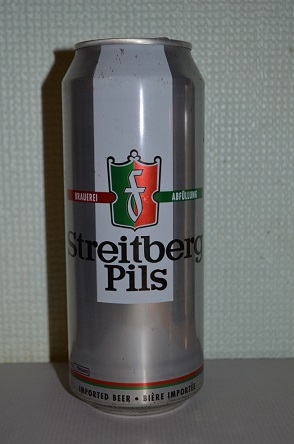 BRAUEREI ABFÜLLUNG
Streitberg
Pils
IMPORTED BEER • BIÈRE IMPORTÉE